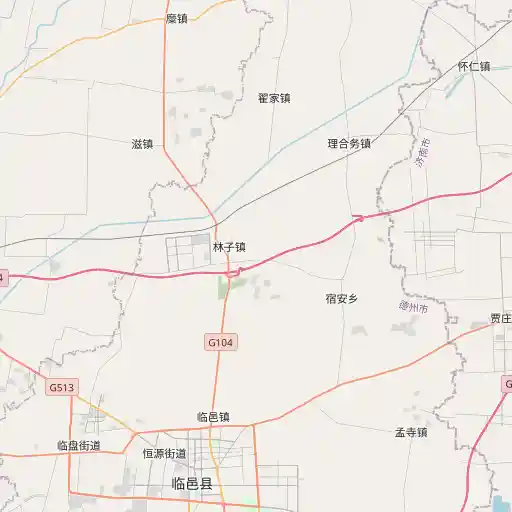 糜镇
怀仁镇
翟家镇
滋镇
理合务镇
济南市
林子镇
4
宿安乡
德州市
贾庄
G104
G513
G
临邑镇
孟寺镇
临盘街道
恒源街道
临邑县